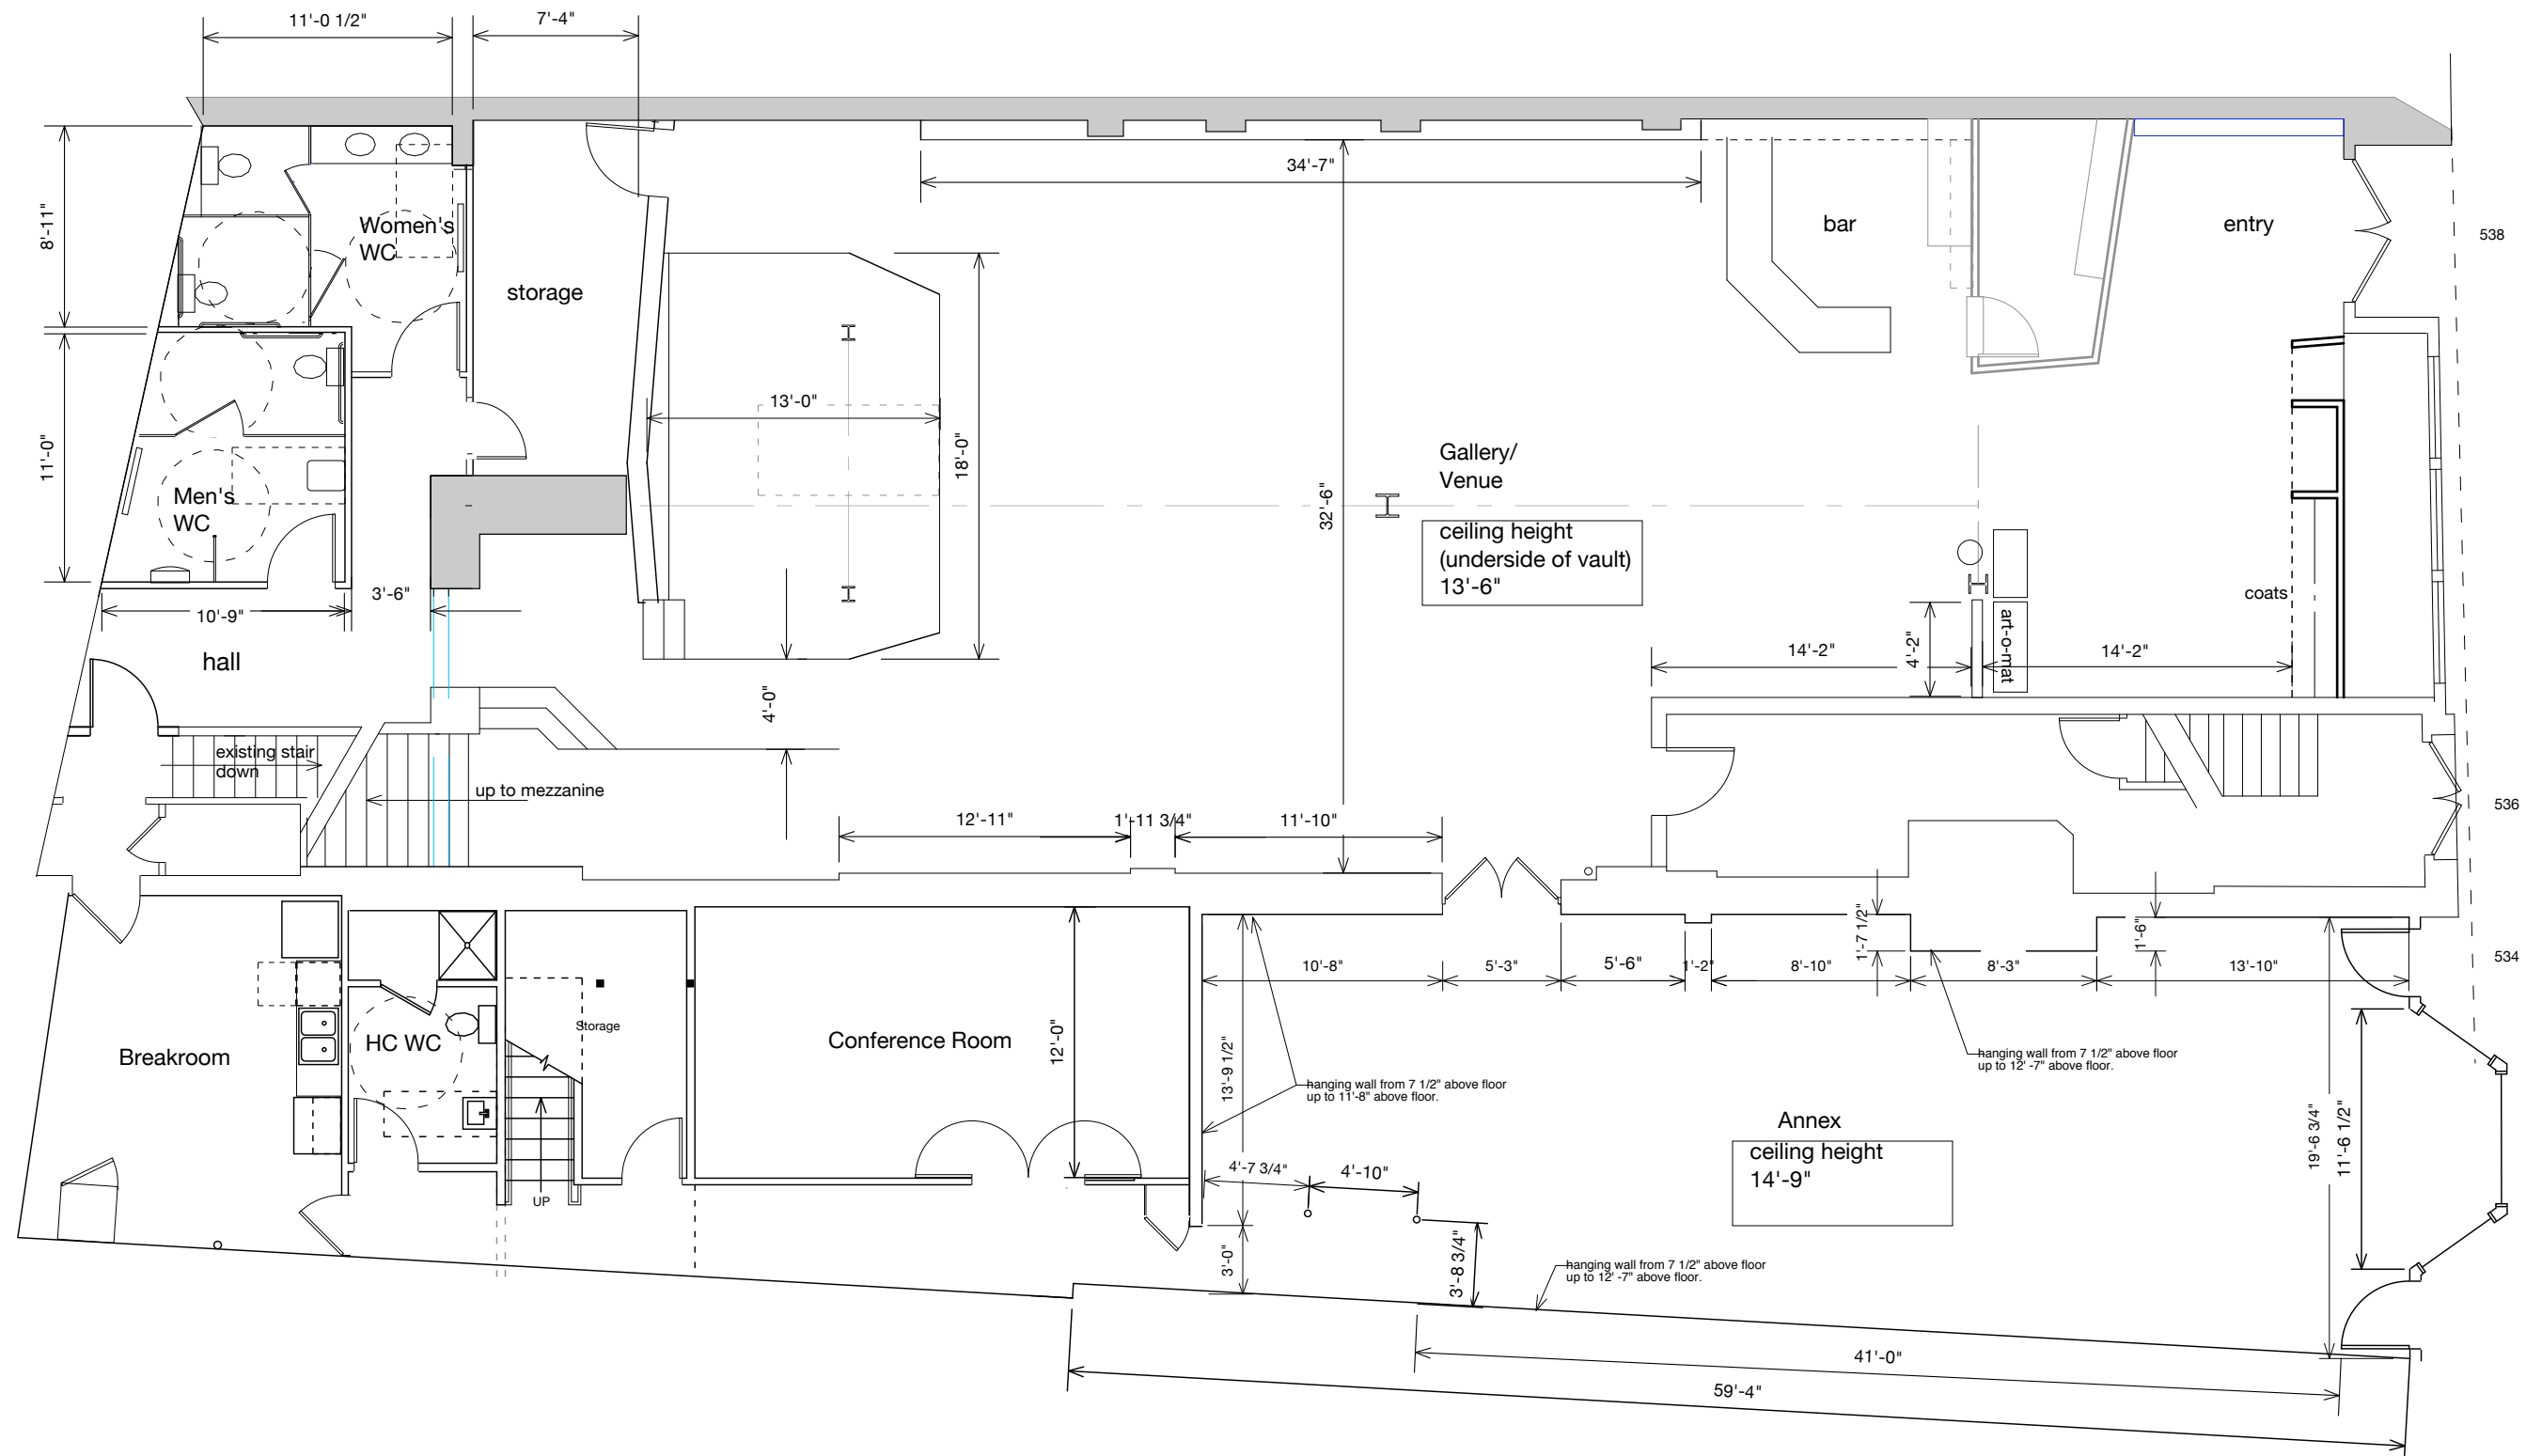 11'-0 1/2"
7'-4"
34'-7"
8'-11"
Women's
WC
storage
bar
entry
538
13'-0"
18'-0"
11'-0"
Men's
WC
Gallery/
Venue
32'-6"
ceiling height
(underside of vault)
13'-6"
10'-9"
3'-6"
coats
hall
14'-2"
4'-2"
art-o-mat
14'-2"
4'-0"
existing stair
down
up to mezzanine
536
12'-11"
1'-11 3/4"
11'-10"
534
10'-8"
5'-3"
5'-6"
1'-2"
8'-10"
1'-7 1/2"
8'-3"
1'-6"
13'-10"
Breakroom
HC WC
Storage
Conference Room
12'-0"
13'-9 1/2"
hanging wall from 7 1/2" above floor
up to 11'-8" above floor.
hanging wall from 7 1/2" above floor
up to 12' -7" above floor.
Annex
ceiling height
14'-9"
19'-6 3/4"
11'-6 1/2"
UP
4'-7 3/4"
4'-10"
3'-0"
3'-8 3/4"
hanging wall from 7 1/2" above floor
up to 12' -7" above floor.
41'-0"
59'-4"